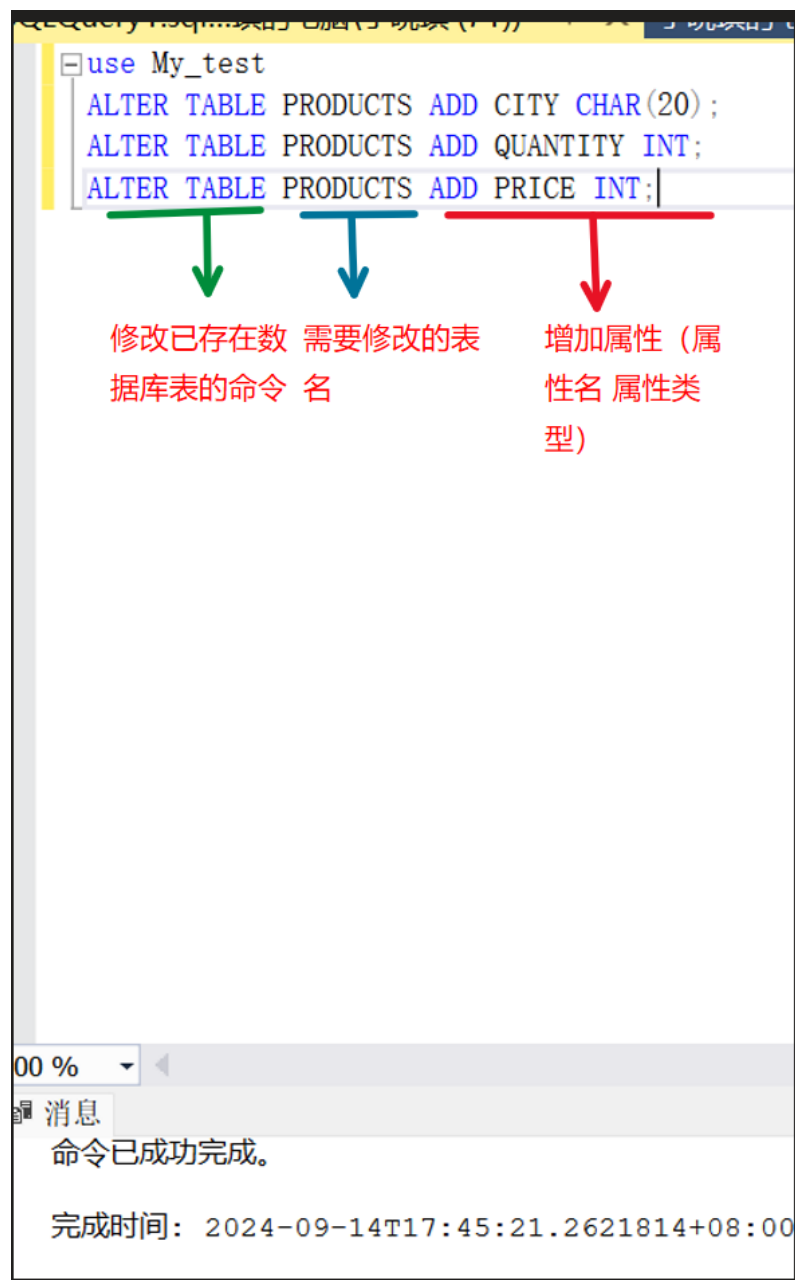 use My_test
ALTER TABLE PRODUCTS ADD CITY CHAR(20);
ALTER TABLE PRODUCTS ADD QUANTITY INT;
ALTER TABLE PRODUCTS ADD PRICE INT;
修改已存在数
据库表的命令
需要修改的表
名
增加属性（属
性名 属性类
型）
00 %
消息
命令已成功完成。
完成时间: 2024-09-14T17:45:21.2621814+08:00